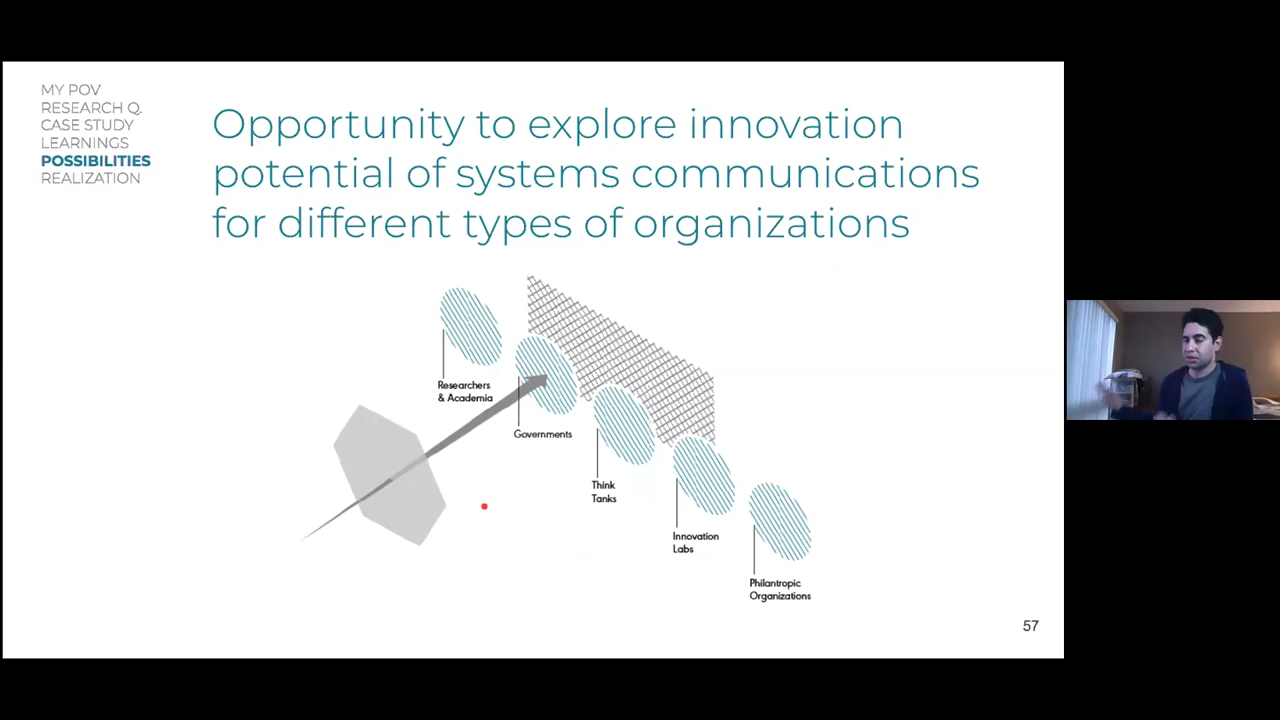 MY POV
RESEARCH Q.
CASE STUDY
LEARNINGS
POSSIBILITIES
REALIZATION
Opportunity to explore innovation
potential of systems communications
for different types of organizations
Researchers
& Academia
Governments
Think
Tanks
Innovation
Labs
Philantropic
Organizations
57